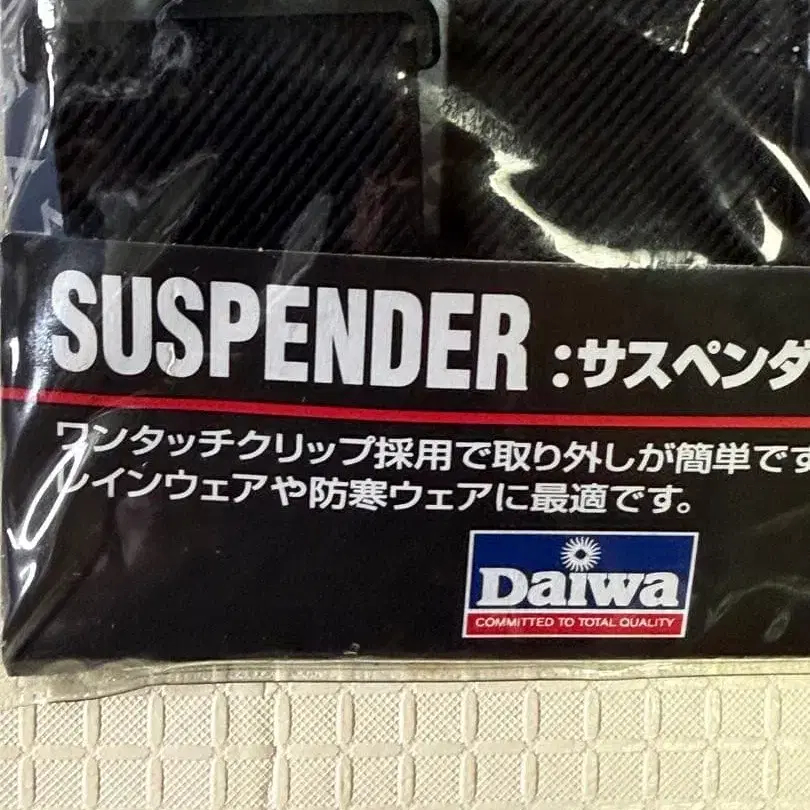 SUSPENDER :サスペンダ
ワンタッチクリップ採用で取り外しが簡単です
レインウェアや防寒ウェアに最適です。
Daiwa
COMMITTED TO TOTAL QUALITY